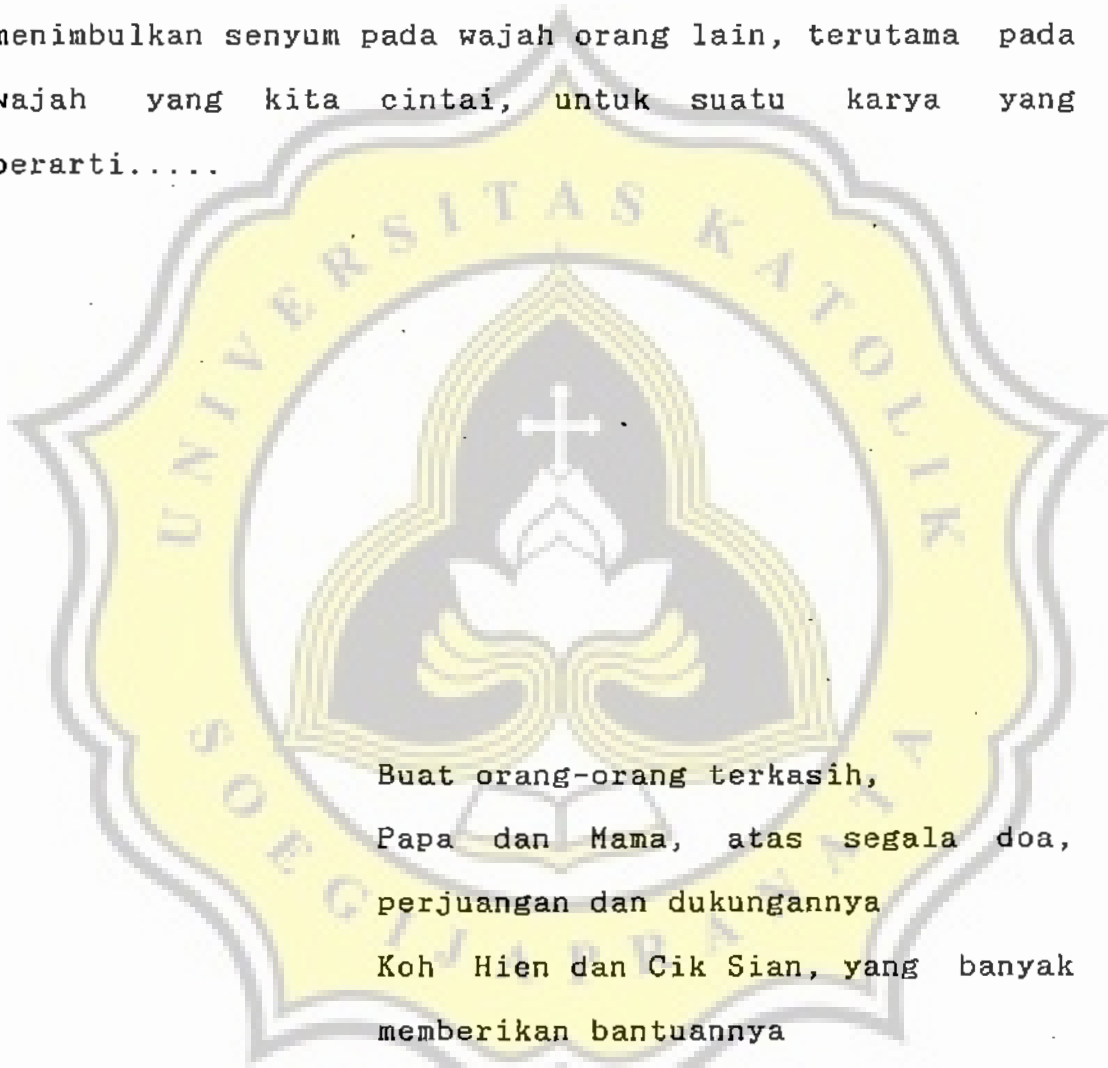 menimbulkan senyum pada wajah orang lain, terutama pada
wajah yang kita cintai, untuk suatu karya yang
berarti.....
UNIVERSITAS KATOLIK
SOEGIJAPRANATA
Buat orang-orang terkasih,
Papa dan Mama, atas segala doa,
perjuangan dan dukungannya
Koh Hien dan Cik Sian, yang banyak
memberikan bantuannya